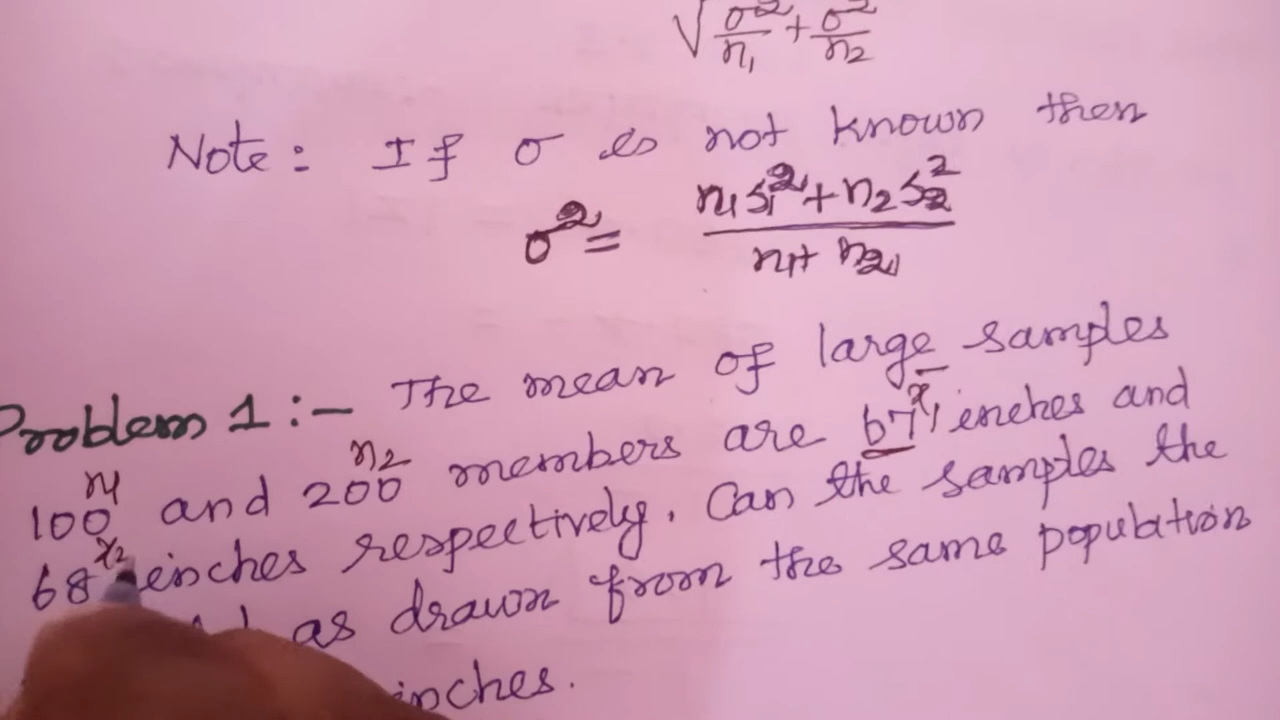 √ σ²/n₁ + σ²/n₂
Note: If σ is not known then
σ² = n₁s₁² + n₂s₂² / n₁ + n₂
Problem 1 :- The mean of large samples
100 n₁ and 200 n₂ members are 67 x̄₁ inches and
68 x₂ inches respectively. Can the samples the
as drawn from the same population
inches.